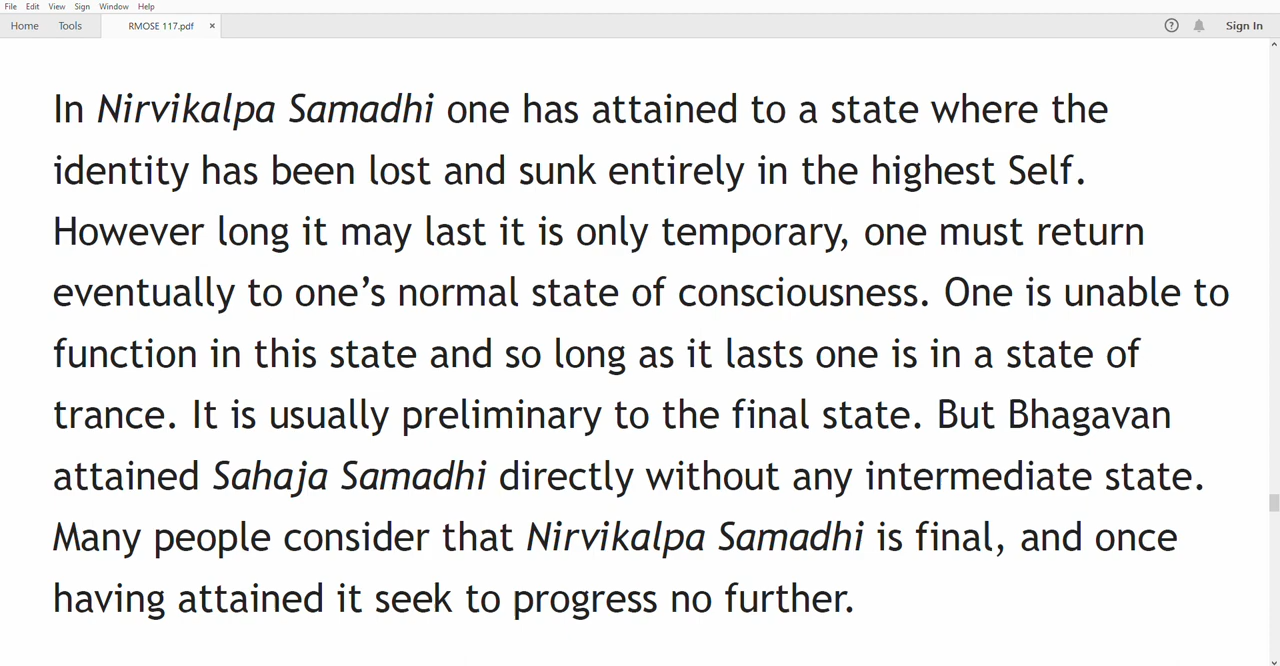 File Edit View Sign Window Help
Home Tools RMOSE 117.pdf × ? Sign In
In Nirvikalpa Samadhi one has attained to a state where the
identity has been lost and sunk entirely in the highest Self.
However long it may last it is only temporary, one must return
eventually to one’s normal state of consciousness. One is unable to
function in this state and so long as it lasts one is in a state of
trance. It is usually preliminary to the final state. But Bhagavan
attained Sahaja Samadhi directly without any intermediate state.
Many people consider that Nirvikalpa Samadhi is final, and once
having attained it seek to progress no further.